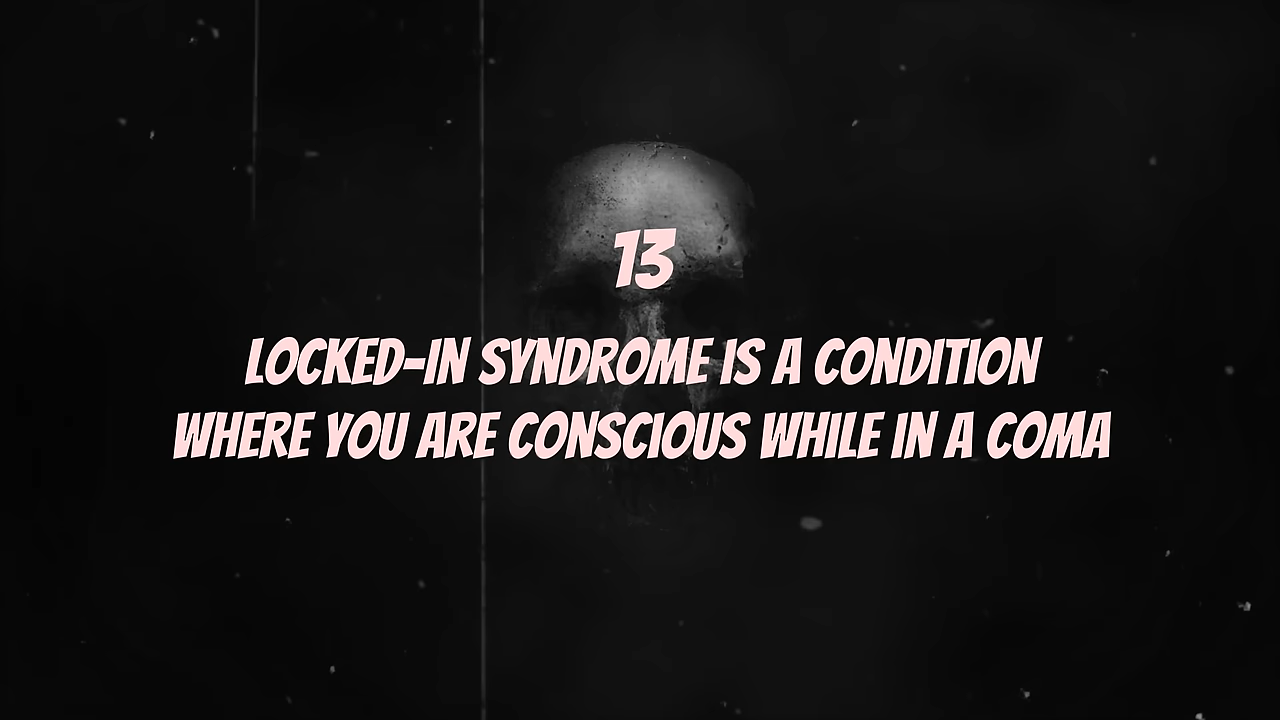 13
LOCKED-IN SYNDROME IS A CONDITION
WHERE YOU ARE CONSCIOUS WHILE IN A COMA